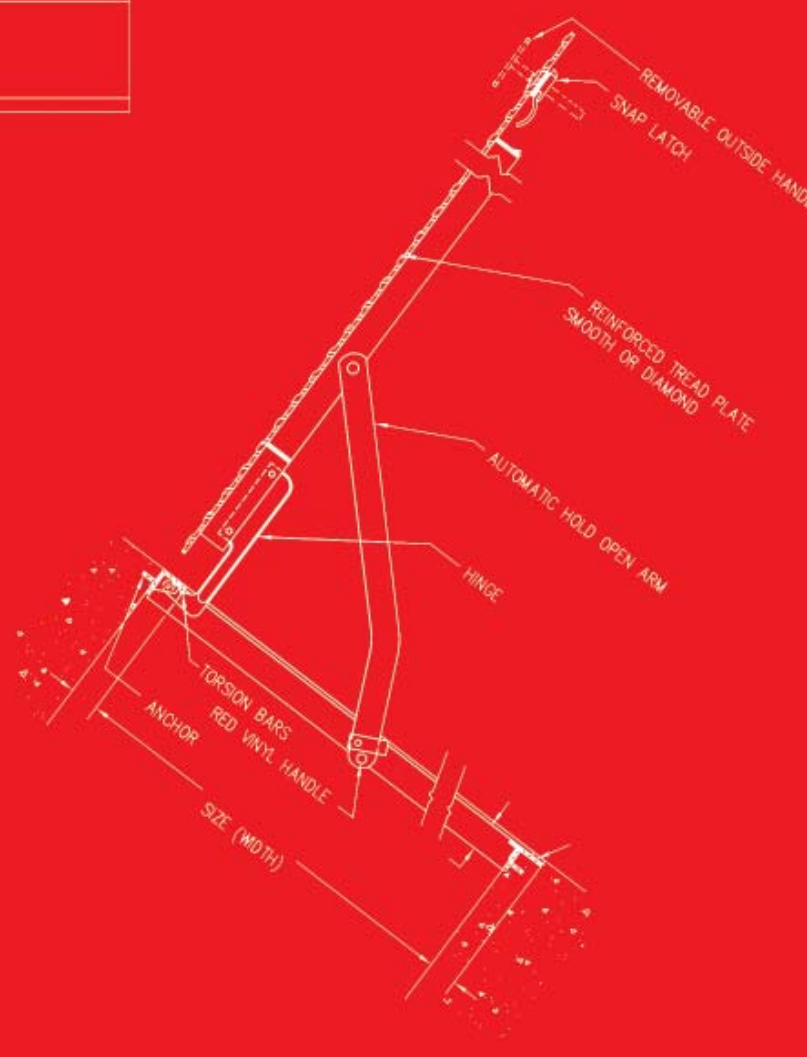 REMOVABLE OUTSIDE
SNAP LATCH
REINFORCED TREAD PLATE
SMOOTH OR DIAMOND
AUTOMATIC HOLD OPEN ARM
HINGE
TORSION BARS
RED VINYL HANDLE
ANCHOR
SIZE (WIDTH)